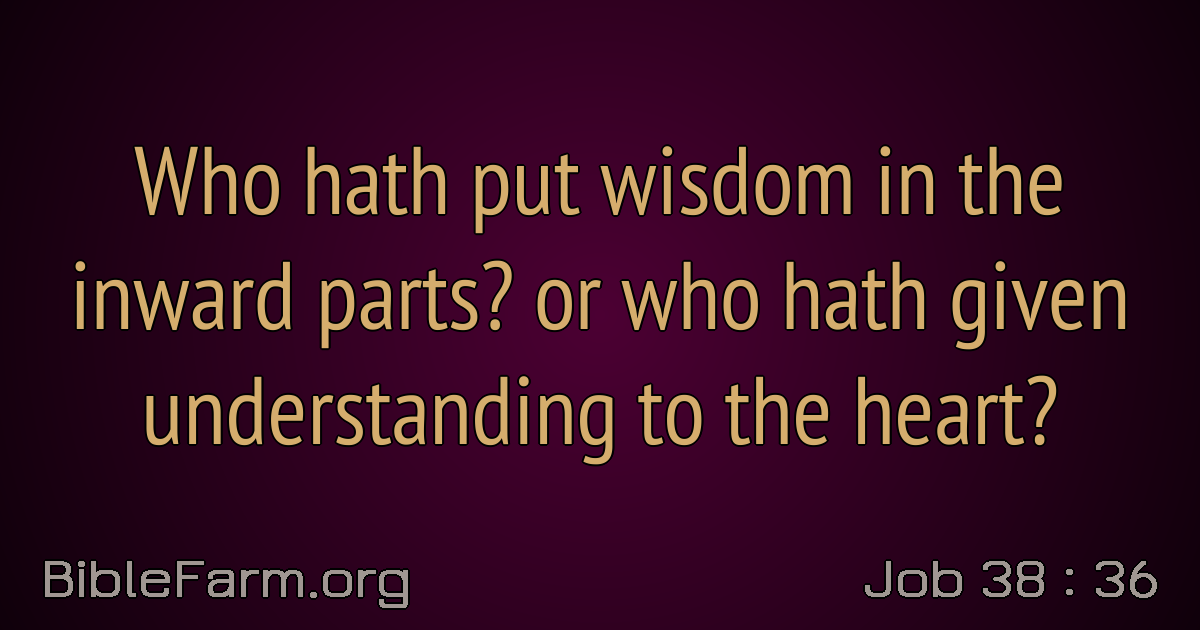 Who hath put wisdom in the
inward parts? or who hath given
understanding to the heart?
BibleFarm.org
Job 38 : 36